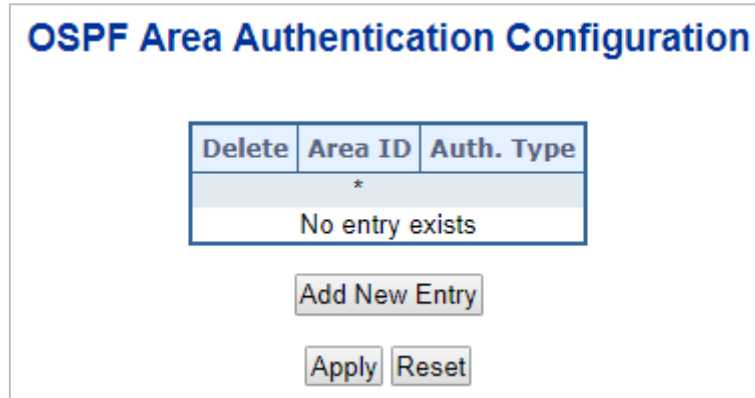 OSPF Area Authentication Configuration
Delete Area ID Auth. Type
*
No entry exists
Add New Entry
Apply Reset